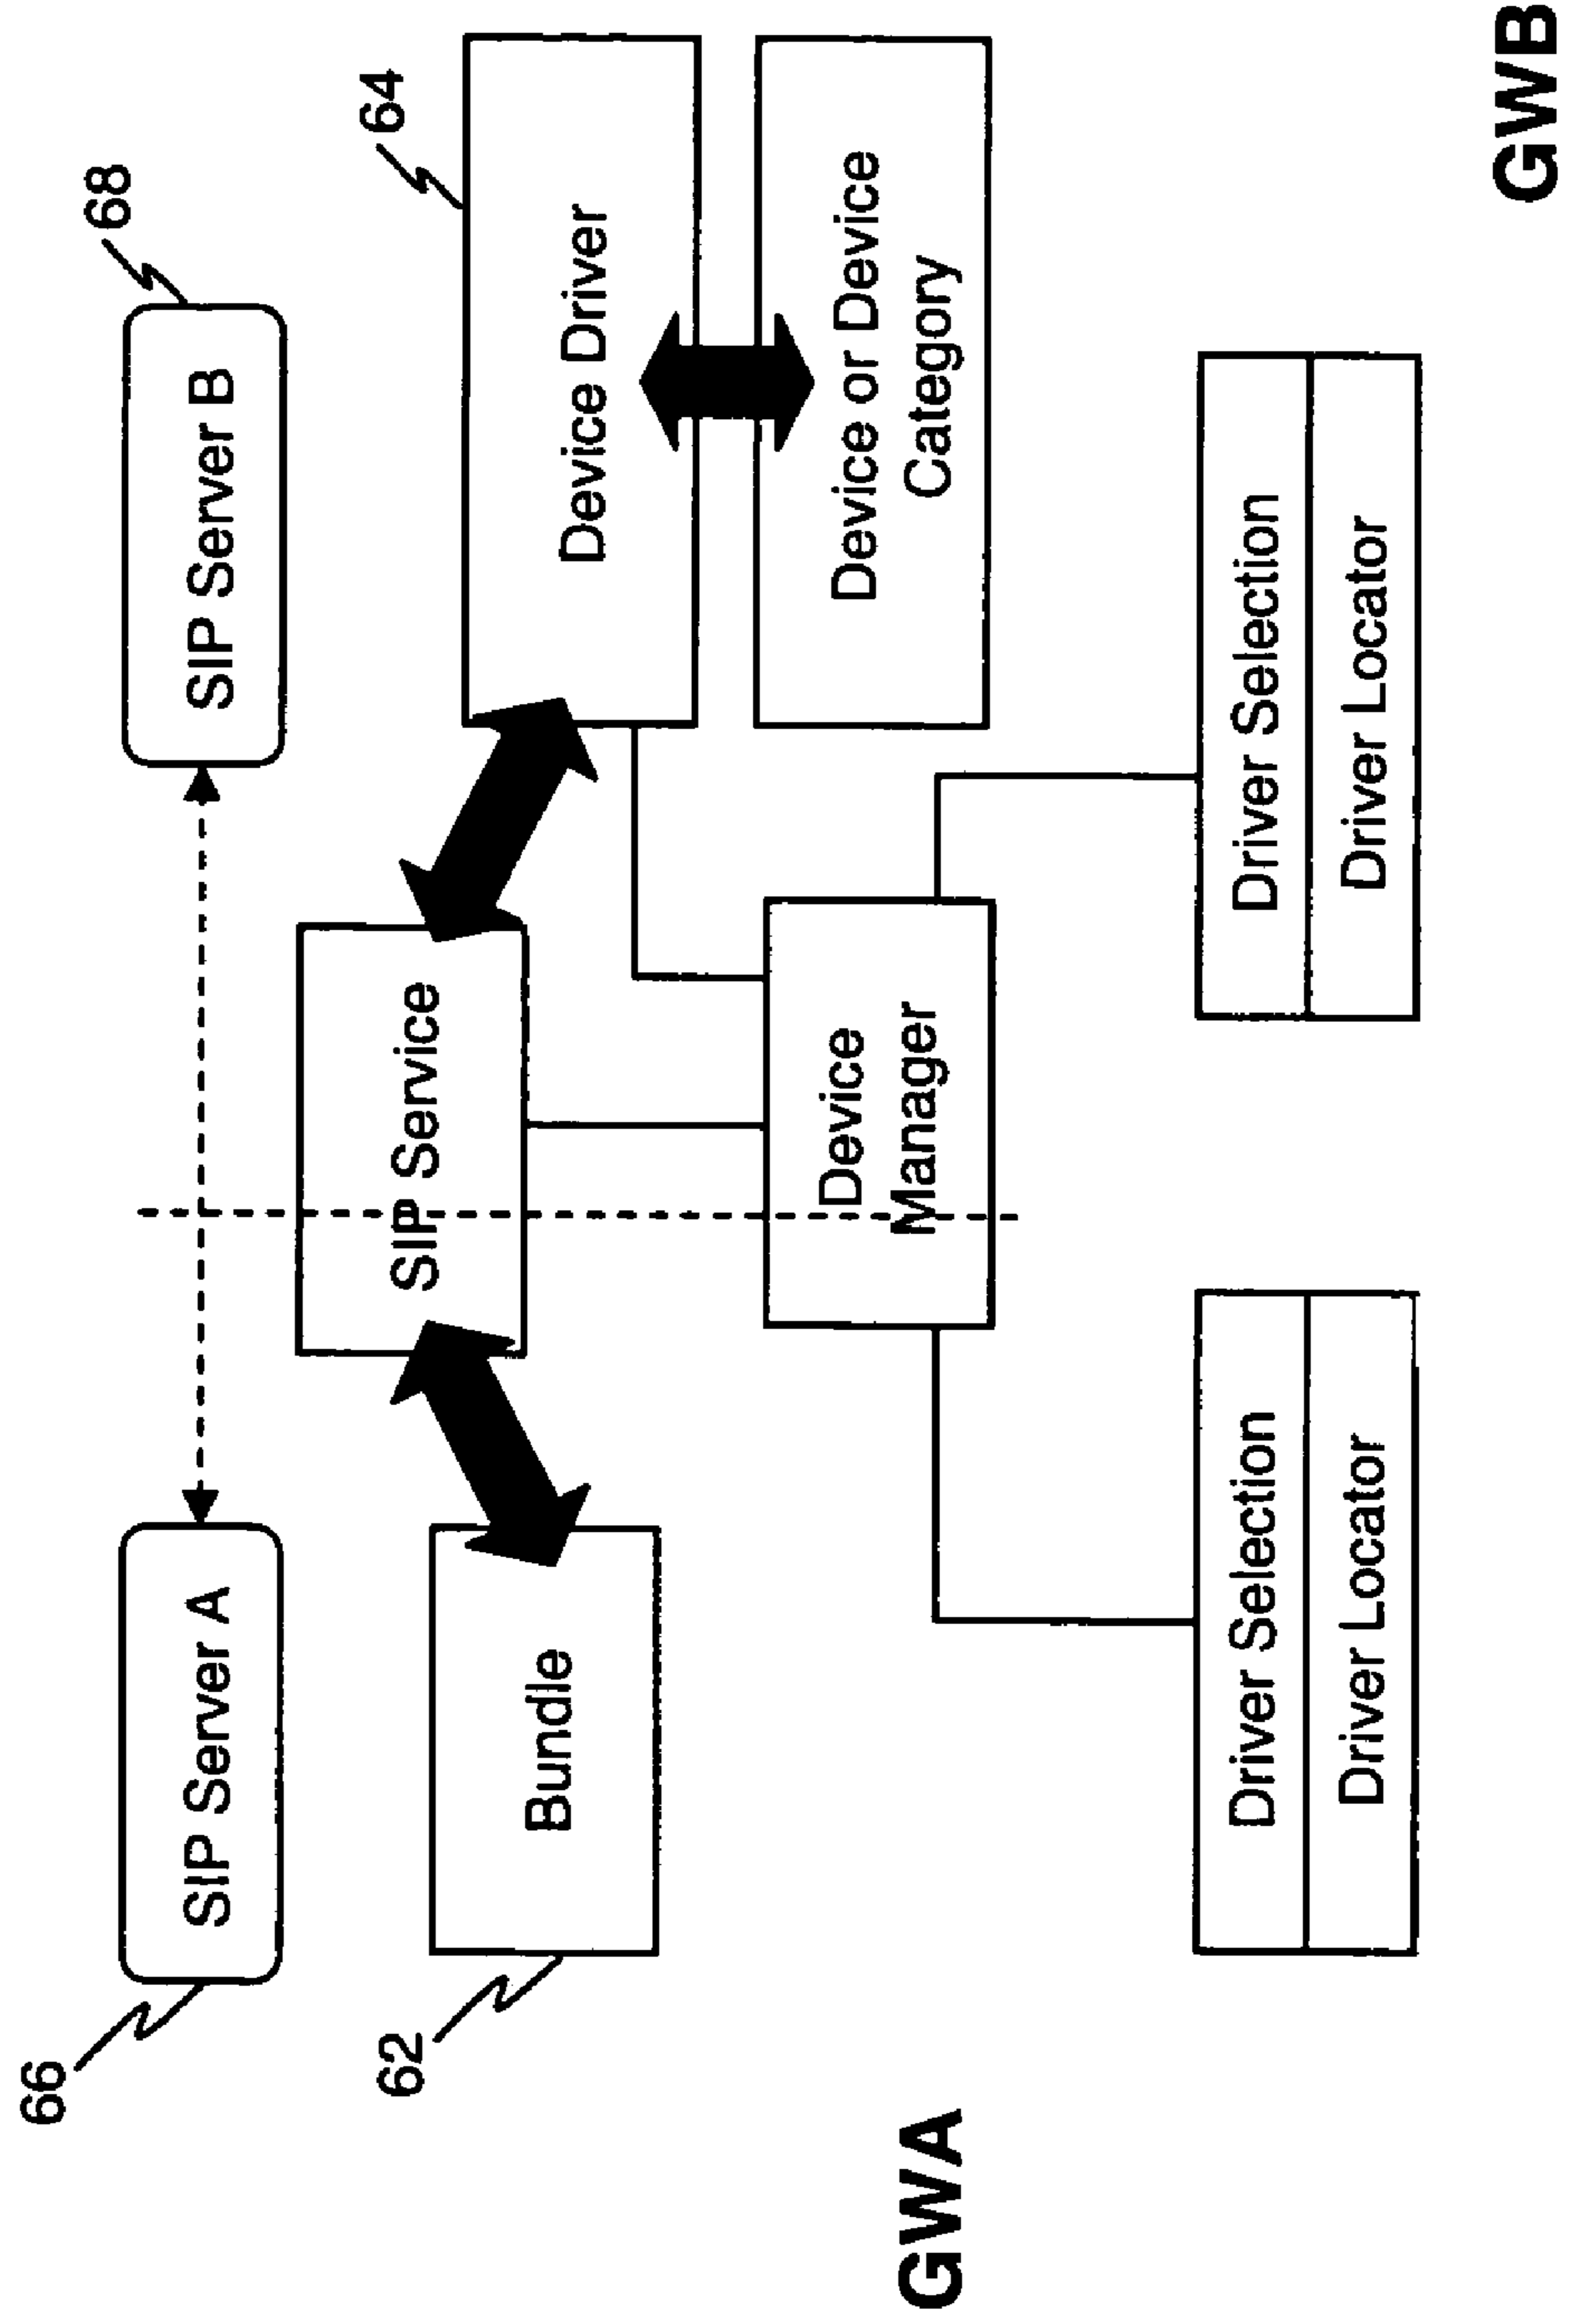 66
SIP Server A
SIP Server B
68
62
Bundle
SIP Service
Device Driver
64
Device
Manager
Device or Device
Category
GWA
Driver Selection
Driver Locator
Driver Selection
Driver Locator
GWB